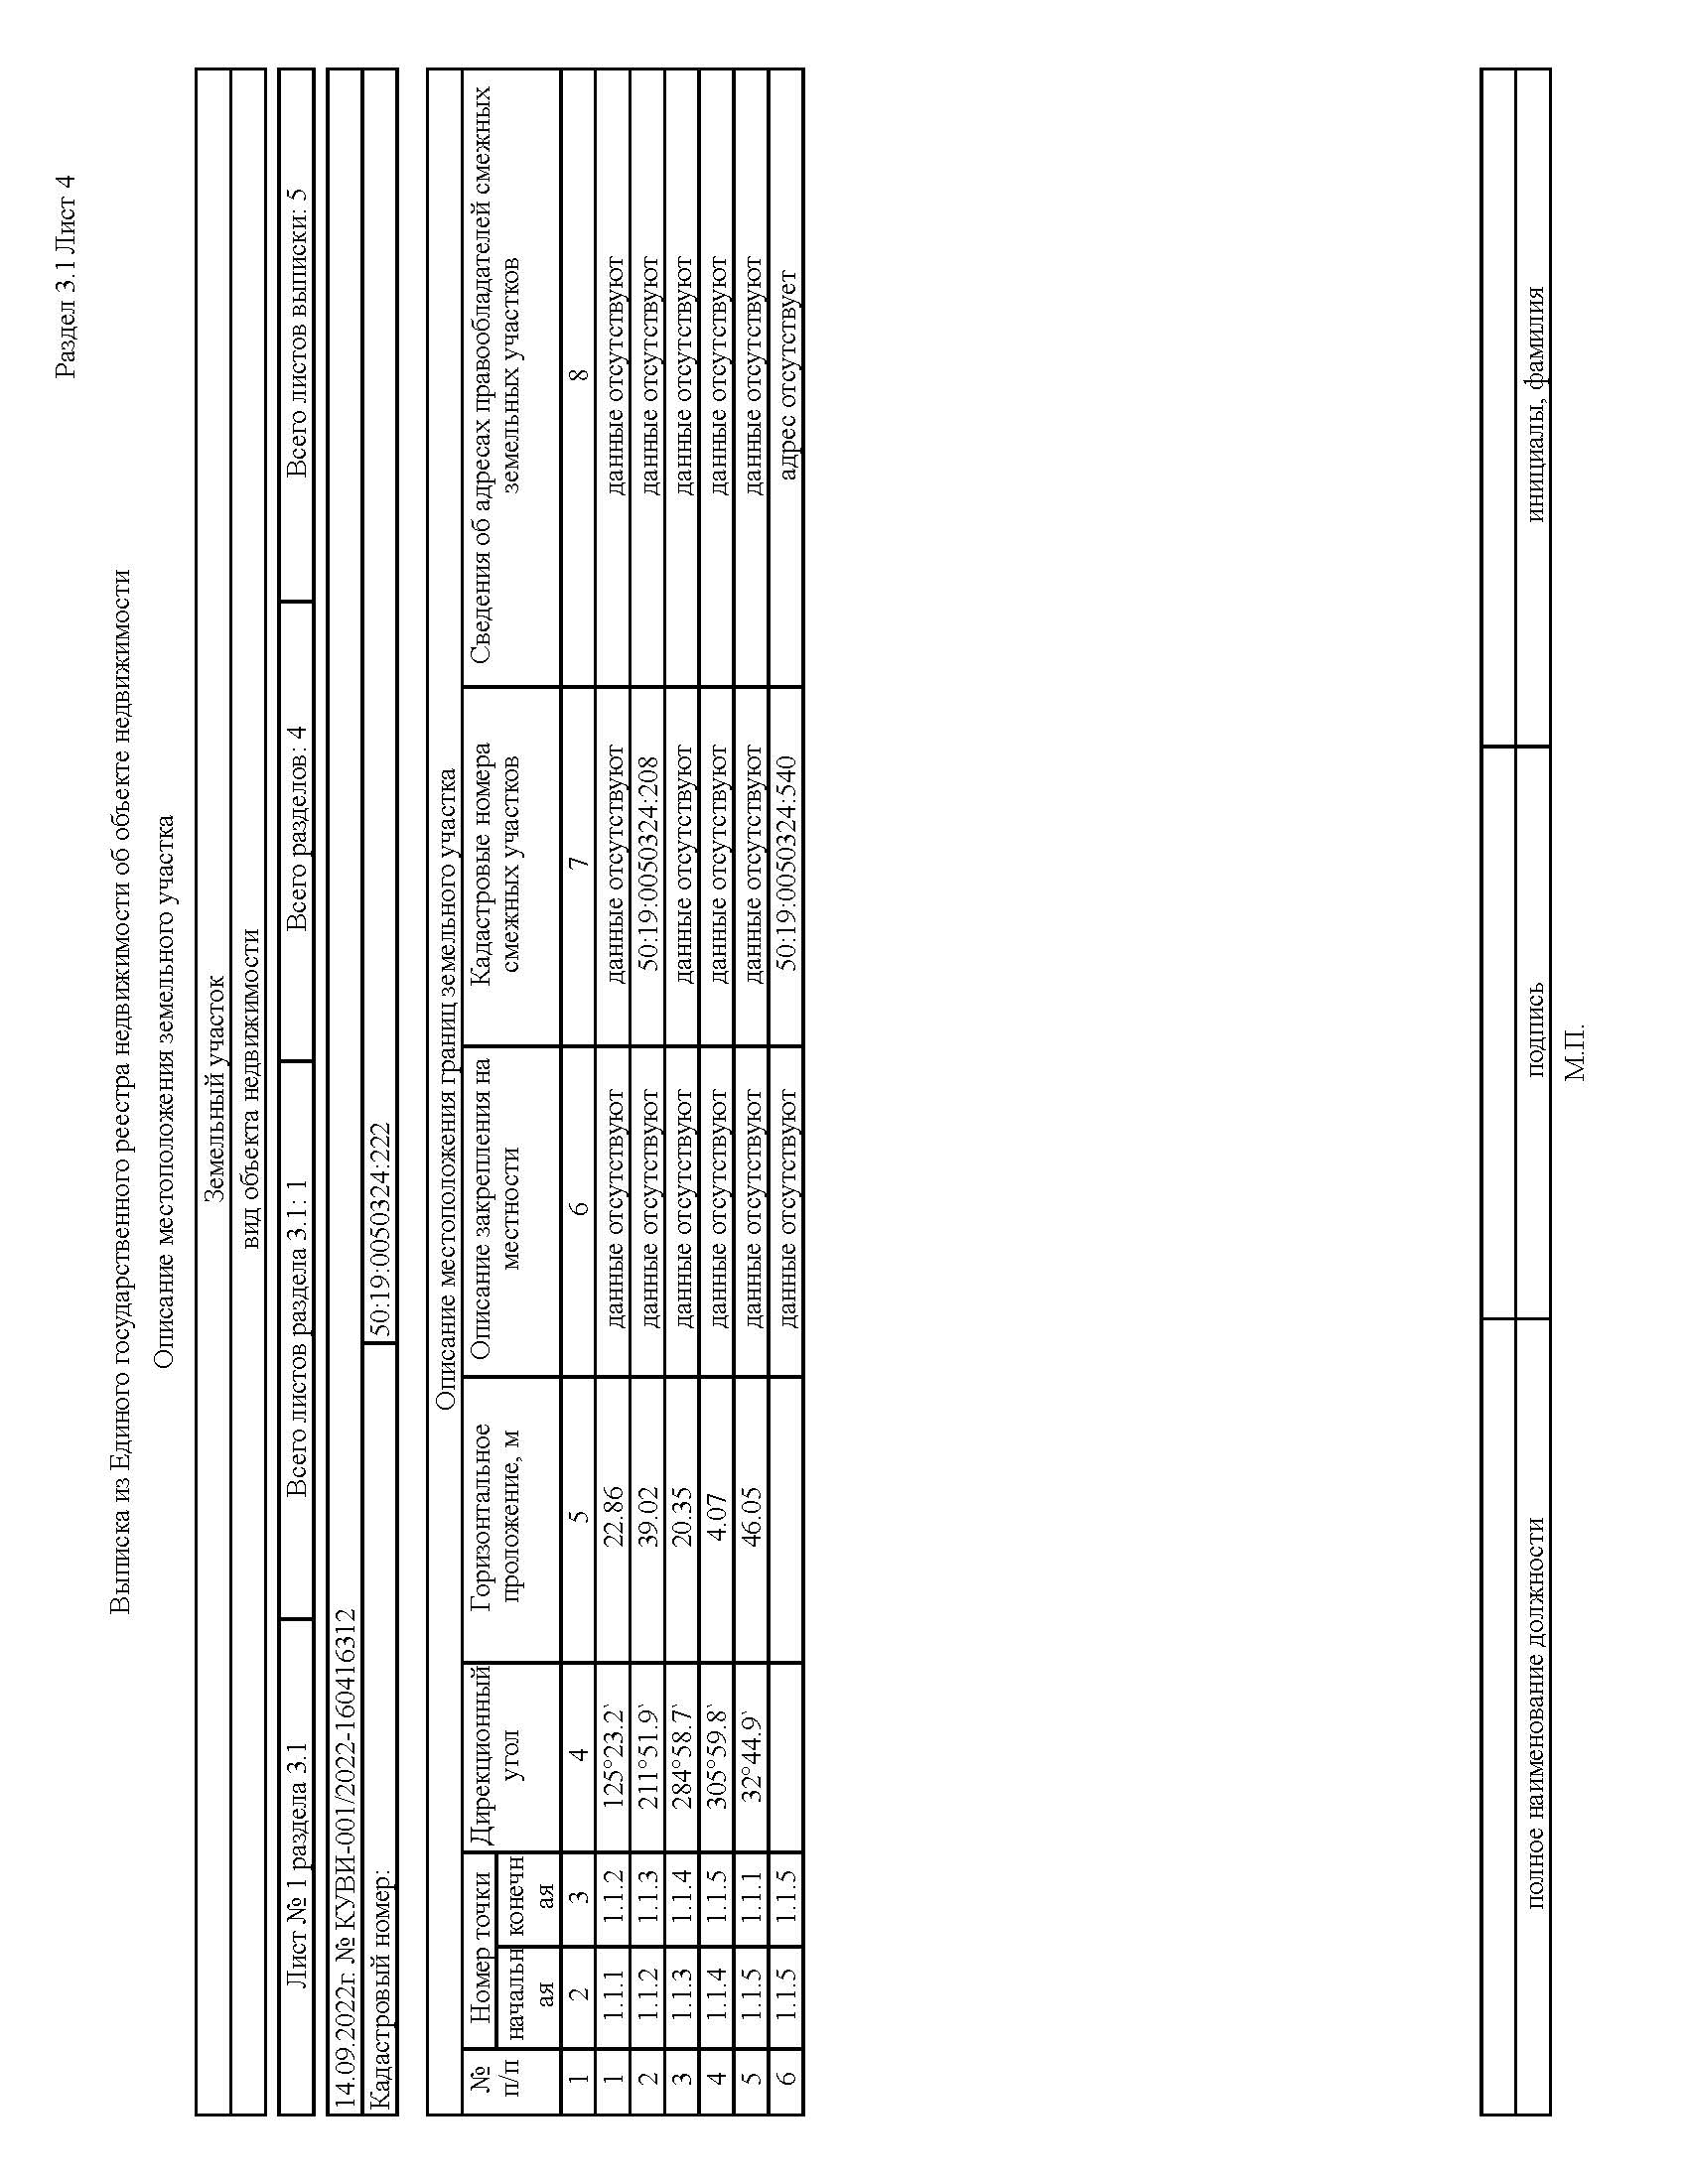 Раздел 3.1 Лист 4
Выписка из Единого государственного реестра недвижимости об объекте недвижимости
Описание местоположения земельного участка
Земельный участок
вид объекта недвижимости
Лист № 1 раздела 3.1 Всего листов раздела 3.1: 1 Всего разделов: 4 Всего листов выписки: 5
14.09.2022г. № КУВИ-001/2022-160416312
Кадастровый номер: 50:19:0050324:222
Описание местоположения границ земельного участка
№ Номер точки Дирекционный Горизонтальное Описание закрепления на Кадастровые номера Сведения об адресах правообладателей смежных
п/п начальн конечн угол проложение, м местности смежных участков земельных участков
ая ая
1 2 3 4 5 6 7 8
1 1.1.1 1.1.2 125°23.2` 22.86 данные отсутствуют данные отсутствуют данные отсутствуют
2 1.1.2 1.1.3 211°51.9` 39.02 данные отсутствуют 50:19:0050324:208 данные отсутствуют
3 1.1.3 1.1.4 284°58.7` 20.35 данные отсутствуют данные отсутствуют данные отсутствуют
4 1.1.4 1.1.5 305°59.8` 4.07 данные отсутствуют данные отсутствуют данные отсутствуют
5 1.1.5 1.1.1 32°44.9` 46.05 данные отсутствуют данные отсутствуют данные отсутствуют
6 1.1.5 1.1.5 данные отсутствуют 50:19:0050324:540 адрес отсутствует
полное наименование должности подпись инициалы, фамилия
М.П.